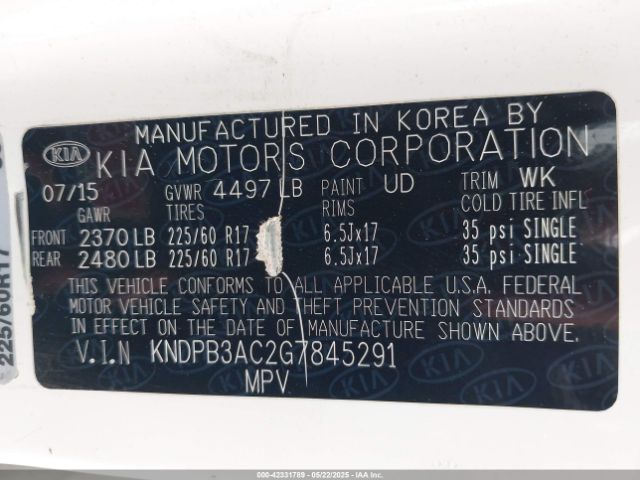 MANUFACTURED IN KOREA BY
KIA KIA MOTORS CORPORATION
07/15 GVWR 4497 LB PAINT UD TRIM WK
GAWR TIRES RIMS COLD TIRE INFL
FRONT 2370 LB 225/60 R17 6.5Jx17 35 psi SINGLE
REAR 2480 LB 225/60 R17 6.5Jx17 35 psi SINGLE
THIS VEHICLE CONFORMS TO ALL APPLICABLE U.S.A. FEDERAL
MOTOR VEHICLE SAFETY AND THEFT PREVENTION STANDARDS
IN EFFECT ON THE DATE OF MANUFACTURE SHOWN ABOVE.
V.I.N KNDPB3AC2G7845291
MPV
225/60R17
000-42331789 - 05/22/2025 - IAAI.COM